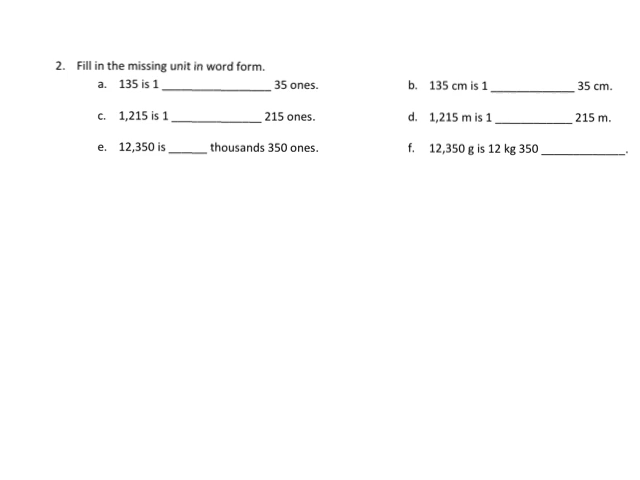 2. Fill in the missing unit in word form.
a. 135 is 1 ________________ 35 ones. b. 135 cm is 1 ____________ 35 cm.
c. 1,215 is 1 _____________ 215 ones. d. 1,215 m is 1 ___________ 215 m.
e. 12,350 is ______ thousands 350 ones. f. 12,350 g is 12 kg 350 ____________.